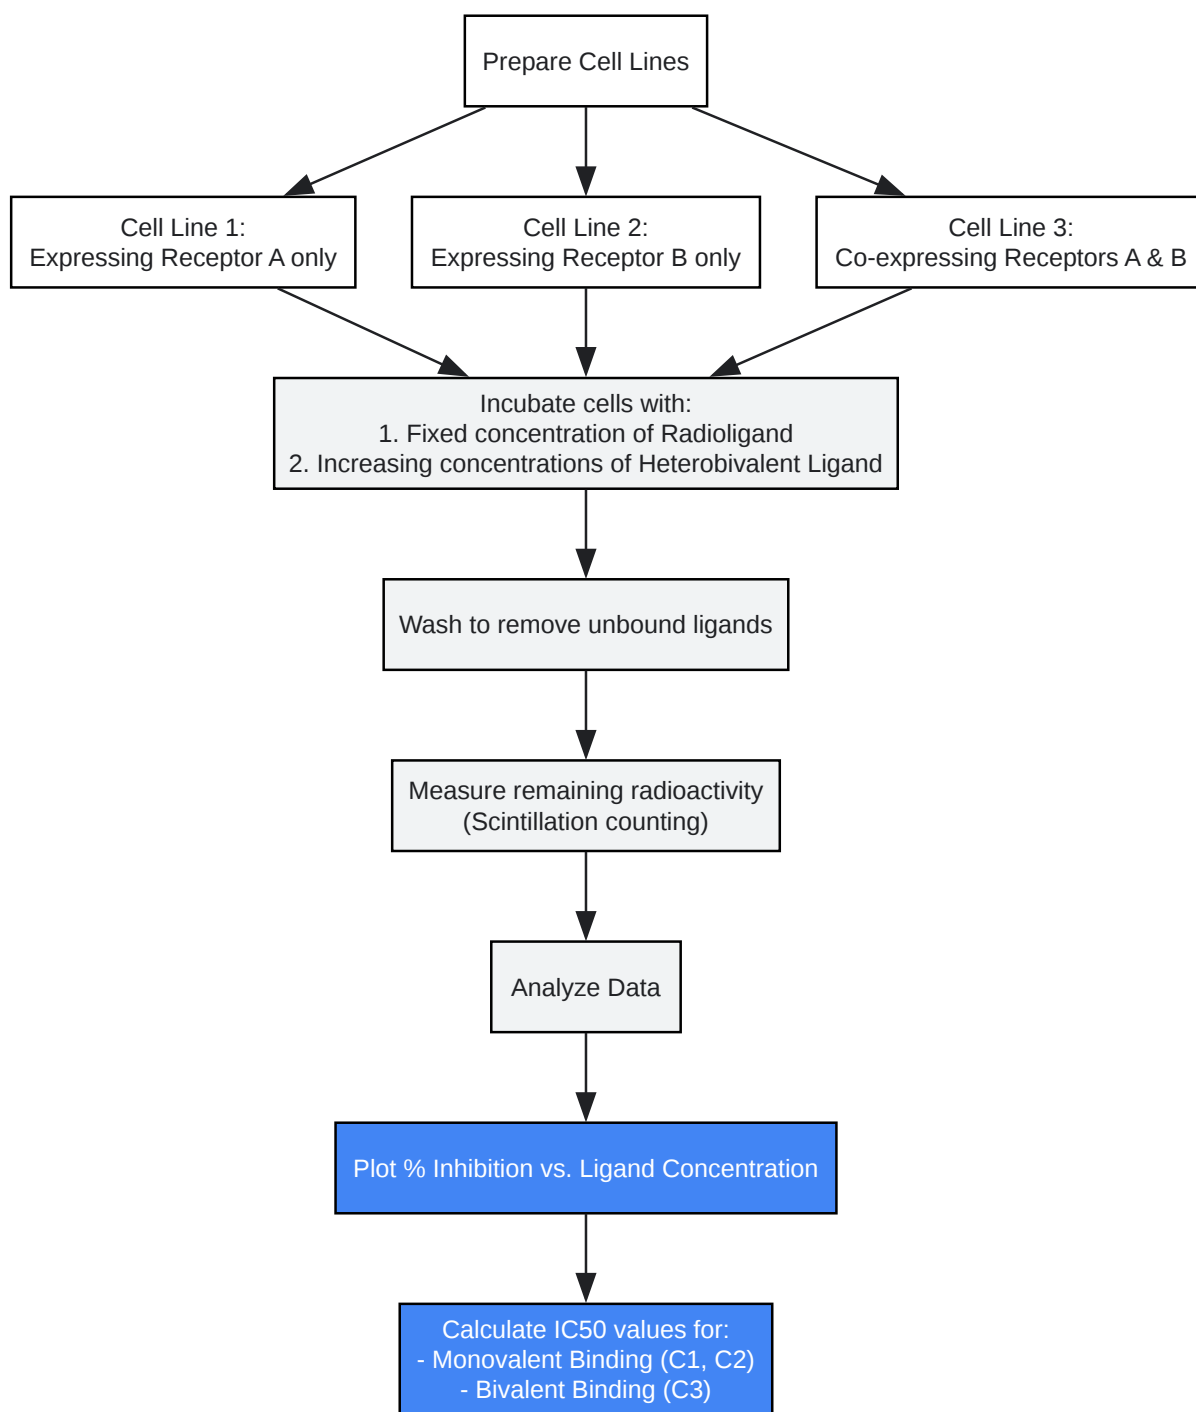 Prepare Cell Lines
Cell Line 1:
Expressing Receptor A only
Cell Line 2:
Expressing Receptor B only
Cell Line 3:
Co-expressing Receptors A & B
Incubate cells with:
1. Fixed concentration of Radioligand
2. Increasing concentrations of Heterobivalent Ligand
Wash to remove unbound ligands
Measure remaining radioactivity
(Scintillation counting)
Analyze Data
Plot % Inhibition vs. Ligand Concentration
Calculate IC50 values for:
- Monovalent Binding (C1, C2)
- Bivalent Binding (C3)